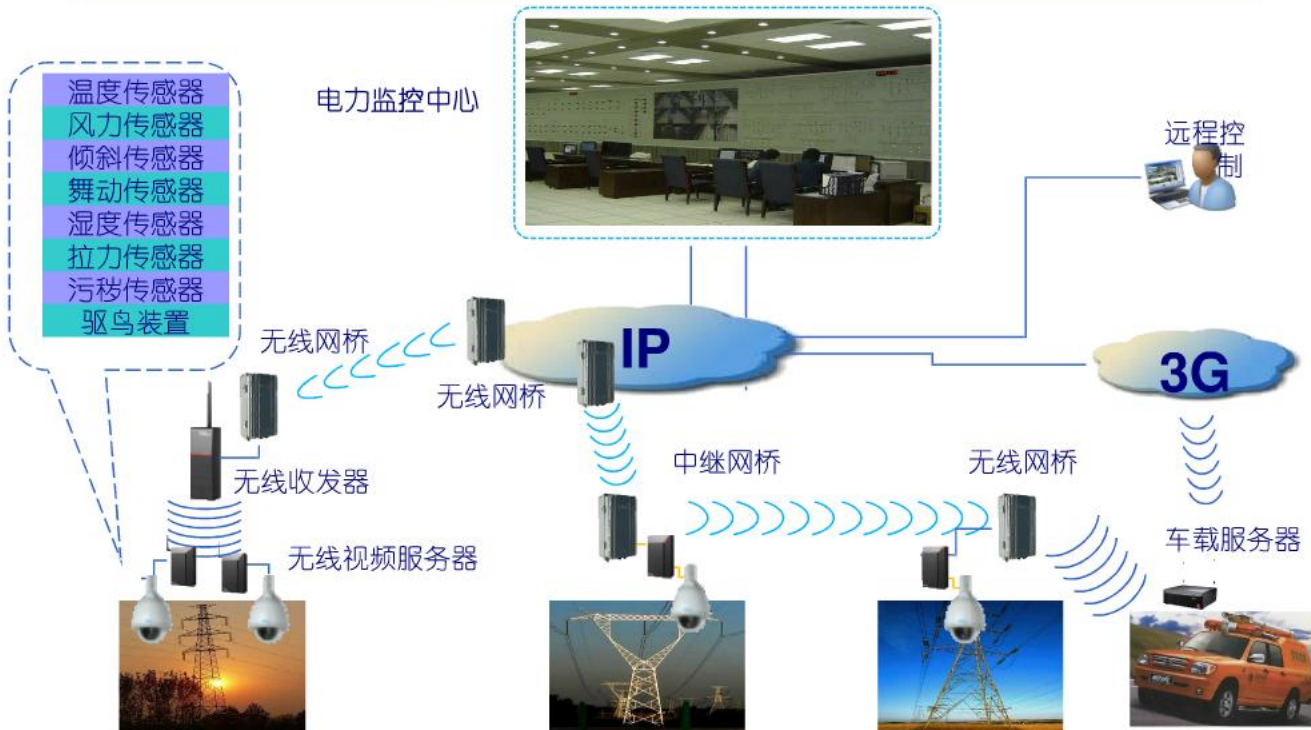 温度传感器
风力传感器
倾斜传感器
舞动传感器
湿度传感器
拉力传感器
污秽传感器
驱鸟装置
电力监控中心
远程控
制
无线网桥
IP
无线网桥
3G
无线收发器
中继网桥
无线网桥
无线视频服务器
车载服务器